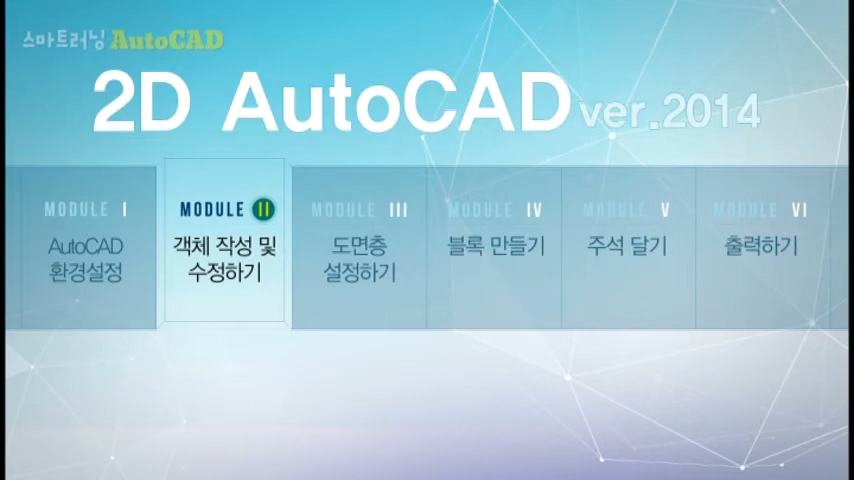 스마트러닝 AutoCAD
2D AutoCAD ver.2014
MODULE I
AutoCAD
환경설정
MODULE II
객체 작성 및
수정하기
MODULE III
도면층
설정하기
MODULE IV
블록 만들기
MODULE V
주석 달기
MODULE VI
출력하기